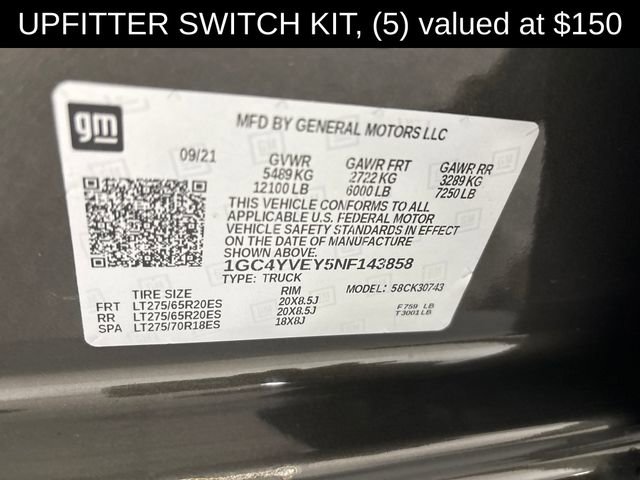 UPFITTER SWITCH KIT, (5) valued at $150
gm
MFD BY GENERAL MOTORS LLC
09/21 GVWR GAWR FRT GAWR RR
5489 KG 2722 KG 3289 KG
12100 LB 6000 LB 7250 LB
THIS VEHICLE CONFORMS TO ALL
APPLICABLE U.S. FEDERAL MOTOR
VEHICLE SAFETY STANDARDS IN EFFECT
ON THE DATE OF MANUFACTURE
SHOWN ABOVE.
1GC4YVEY5NF143858
TYPE: TRUCK MODEL: 58CK30743
TIRE SIZE RIM
FRT LT275/65R20ES 20X8.5J F 759 LB
RR LT275/65R20ES 20X8.5J T 3001 LB
SPA LT275/70R18ES 18X8J